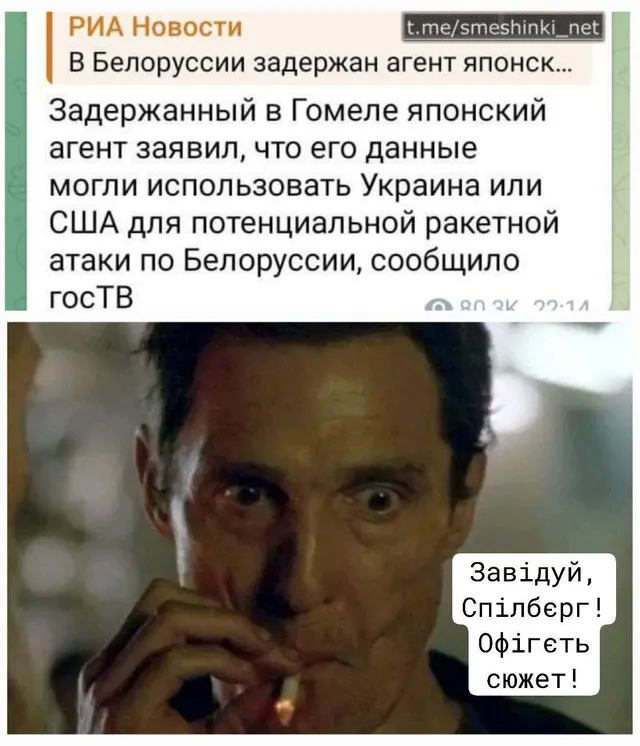 РИА Новости
t.me/smeshinki_net
В Белоруссии задержан агент японск...
Задержанный в Гомеле японский
агент заявил, что его данные
могли использовать Украина или
США для потенциальной ракетной
атаки по Белоруссии, сообщило
госТВ
80.3K 22:14
Завідуй,
Спілбєрг!
Офігєть
сюжет!